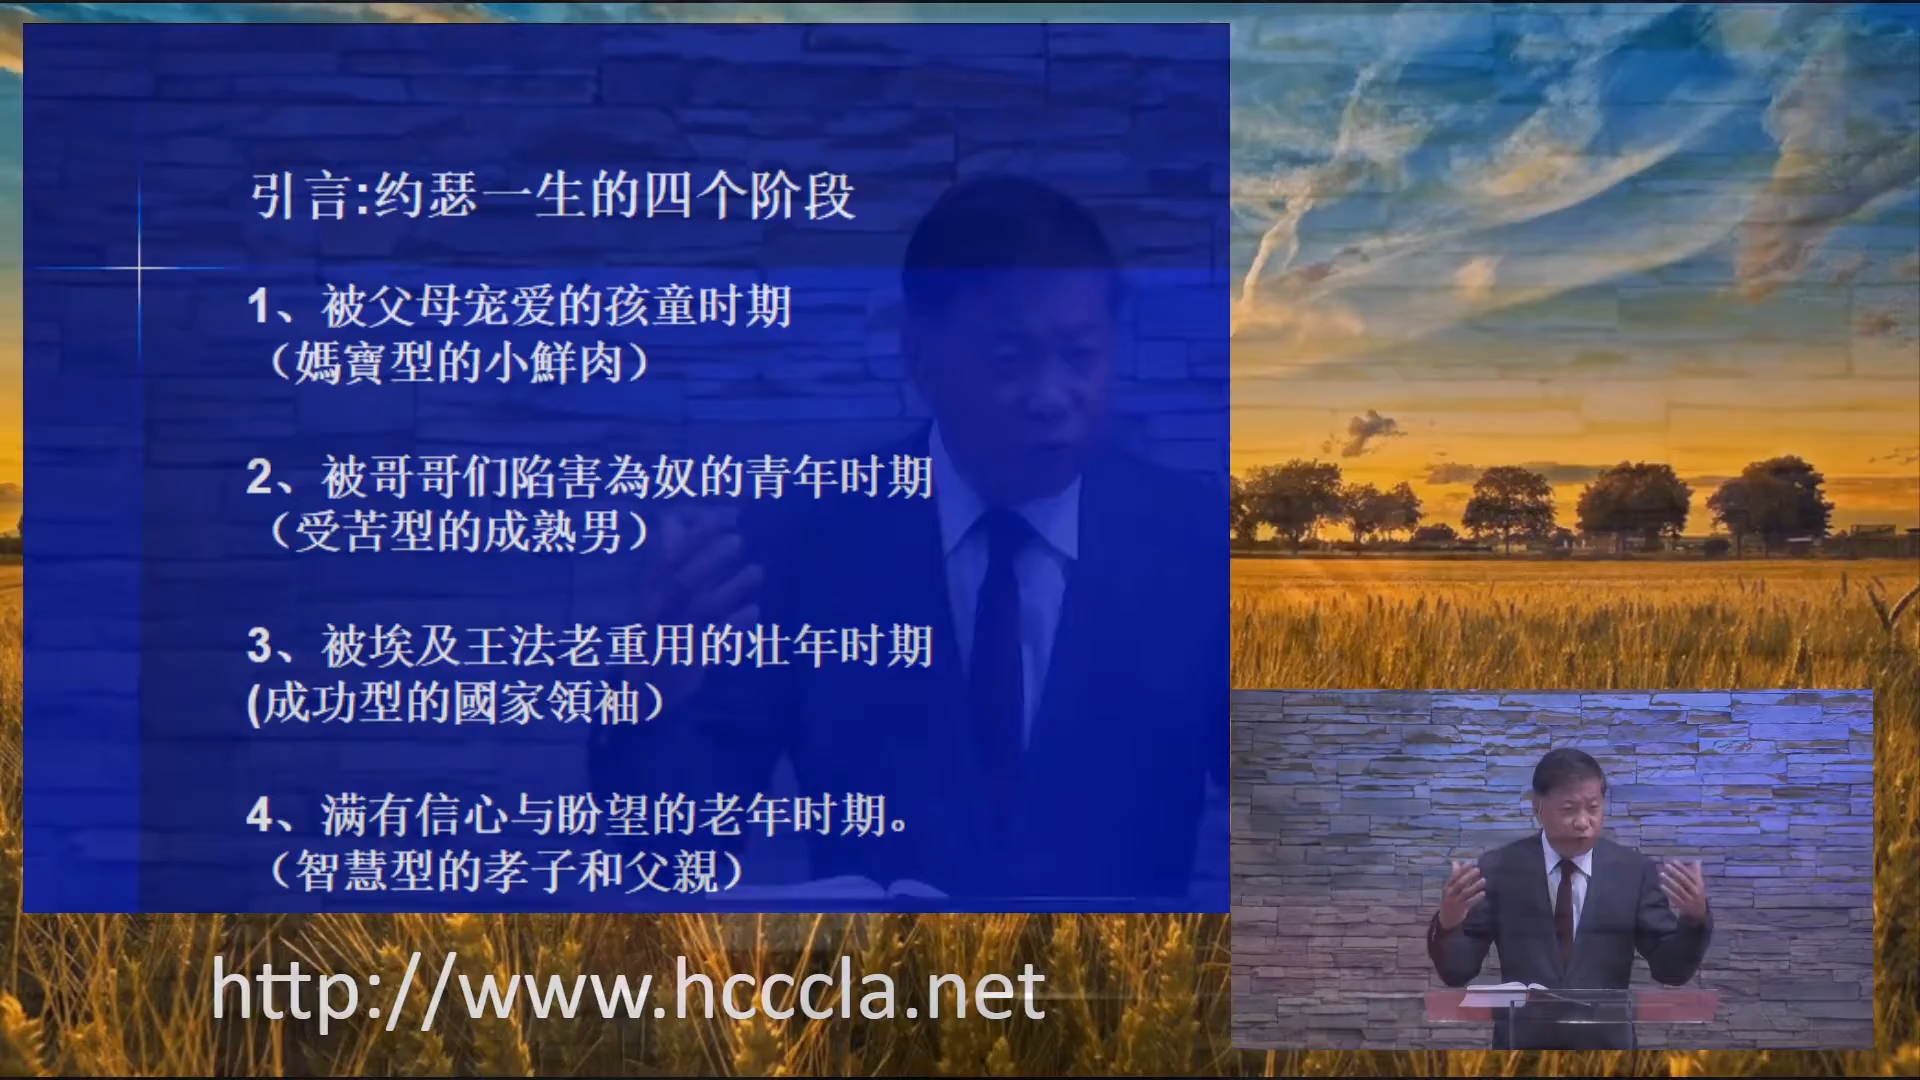 引言:约瑟一生的四个阶段
1、被父母宠爱的孩童时期
（媽寶型的小鮮肉）
2、被哥哥们陷害為奴的青年时期
（受苦型的成熟男）
3、被埃及王法老重用的壮年时期
(成功型的國家領袖）
4、满有信心与盼望的老年时期。
（智慧型的孝子和父親）
http://www.hcccla.net